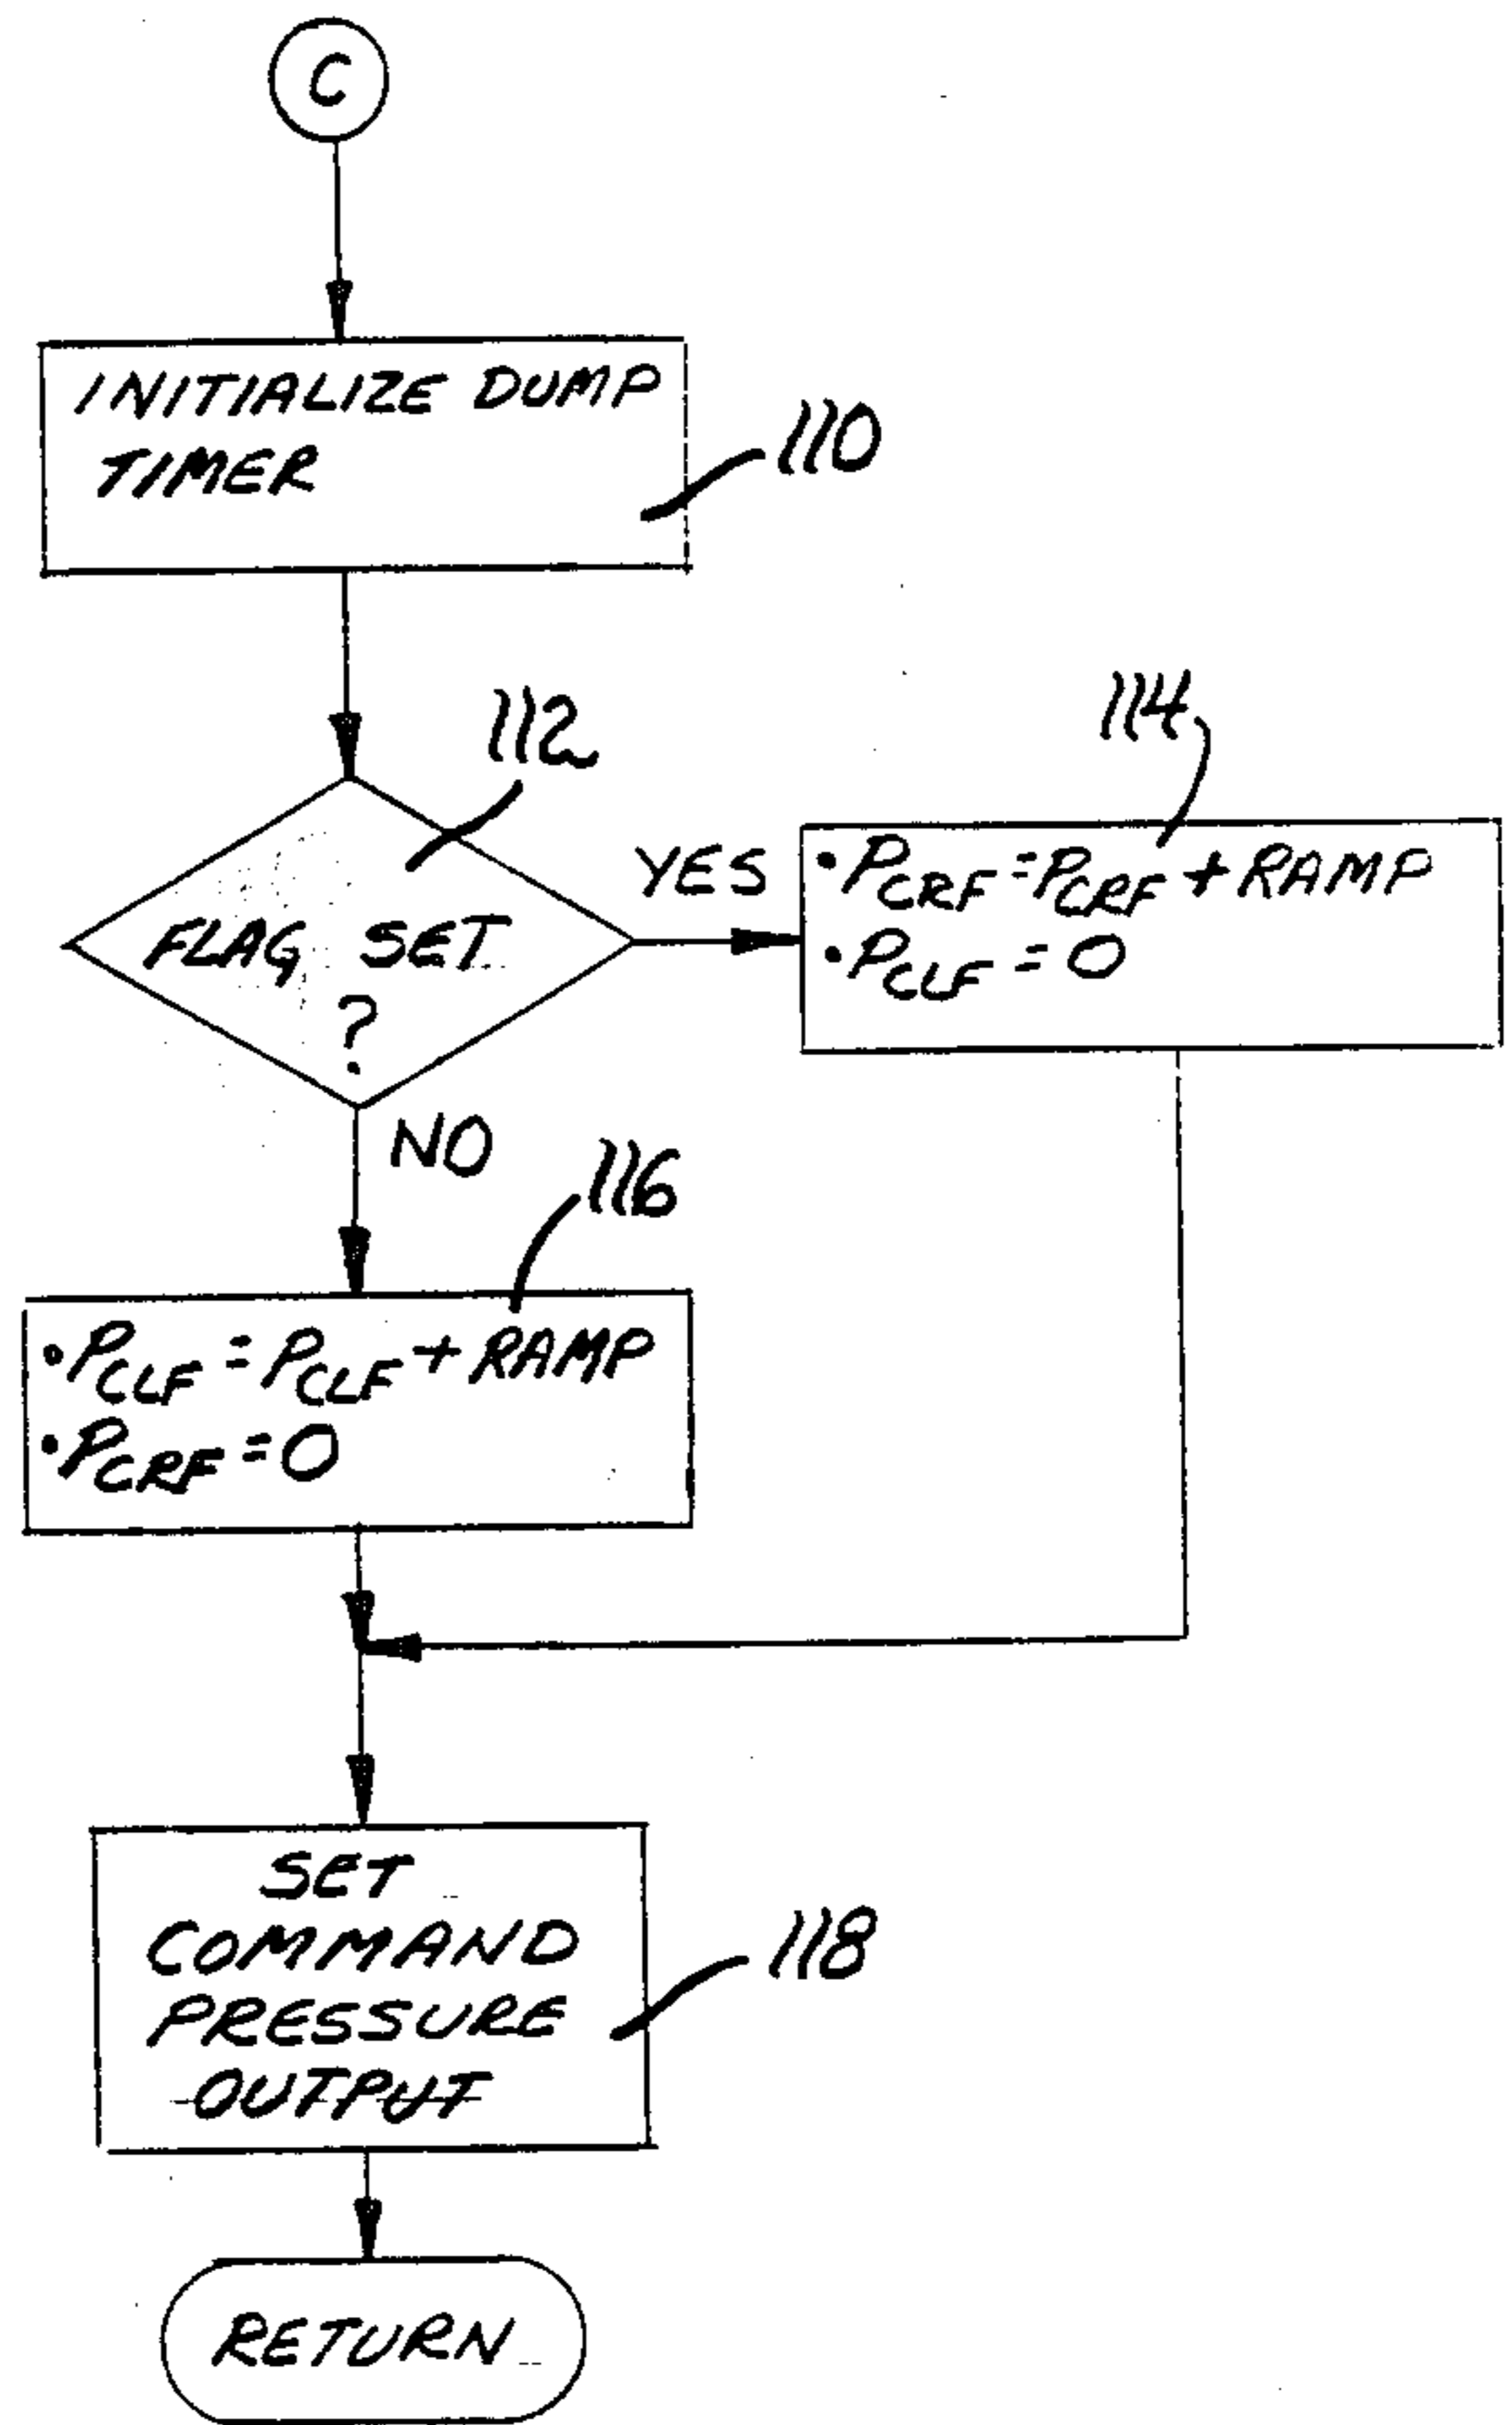 C
INITIALIZE DUMP
TIMER
110
112
FLAG SET
?
YES
114
•PCRF = PCRF + RAMP
•PCLF = 0
NO
116
•PCLF = PCLF + RAMP
•PCRF = 0
SET
COMMAND
PRESSURE
OUTPUT
118
RETURN